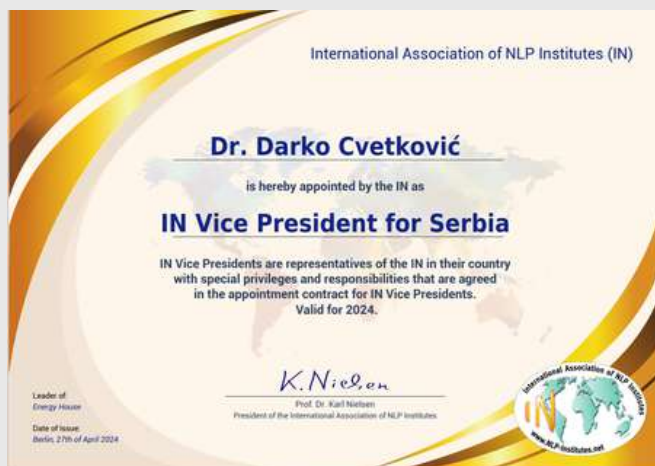 International Association of NLP Institutes (IN)
Dr. Darko Cvetković
is hereby appointed by the IN as
IN Vice President for Serbia
IN Vice Presidents are representatives of the IN in their country
with special privileges and responsibilities that are agreed
in the appointment contract for IN Vice Presidents.
Valid for 2024.
K. Nielsen
Prof. Dr. Karl Nielsen
President of the International Association of NLP Institutes
Leader of:
Energy House
Date of Issue:
Berlin, 27th of April 2024
International Association of NLP Institutes
IN
www.NLP-Institutes.net